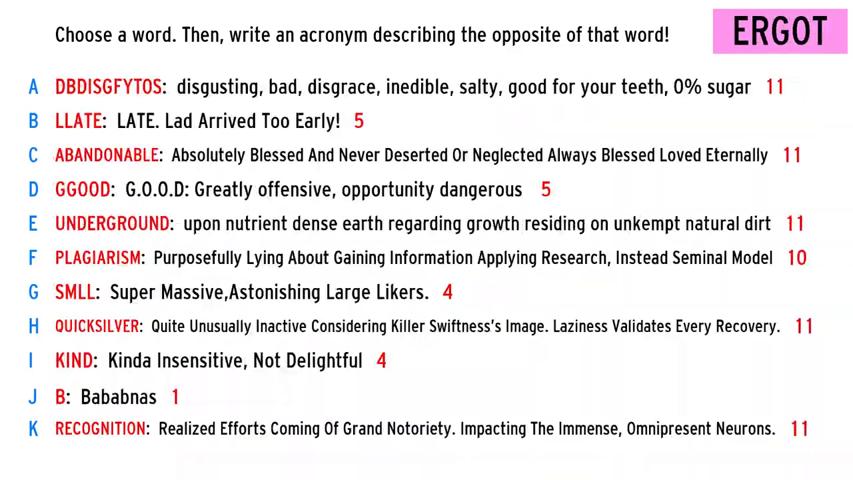 Choose a word. Then, write an acronym describing the opposite of that word!
ERGOT
A DBDISGFYTOS: disgusting, bad, disgrace, inedible, salty, good for your teeth, 0% sugar 11
B LLATE: LATE. Lad Arrived Too Early! 5
C ABANDONABLE: Absolutely Blessed And Never Deserted Or Neglected Always Blessed Loved Eternally 11
D GGOOD: G.O.O.D: Greatly offensive, opportunity dangerous 5
E UNDERGROUND: upon nutrient dense earth regarding growth residing on unkempt natural dirt 11
F PLAGIARISM: Purposefully Lying About Gaining Information Applying Research, Instead Seminal Model 10
G SMLL: Super Massive,Astonishing Large Likers. 4
H QUICKSILVER: Quite Unusually Inactive Considering Killer Swiftness's Image. Laziness Validates Every Recovery. 11
I KIND: Kinda Insensitive, Not Delightful 4
J B: Bababnas 1
K RECOGNITION: Realized Efforts Coming Of Grand Notoriety. Impacting The Immense, Omnipresent Neurons. 11